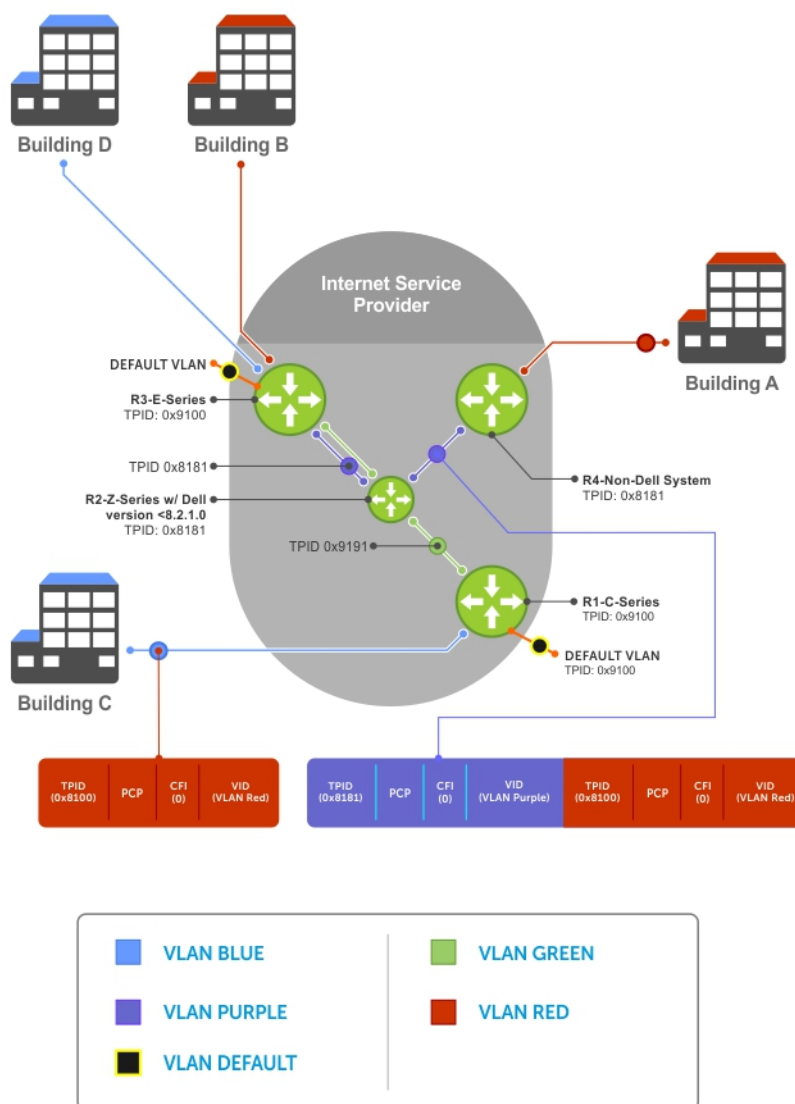 Building D
Building B
Internet Service
Provider
Building A
DEFAULT VLAN
R3-E-Series
TPID: 0x9100
TPID 0x8181
R4-Non-Dell System
TPID: 0x8181
R2-Z-Series w/ Dell
version <8.2.1.0
TPID: 0x8181
TPID 0x9191
R1-C-Series
TPID: 0x9100
DEFAULT VLAN
TPID: 0x9100
Building C
TPID
(0x8100)
PCP
CFI
(0)
VID
(VLAN Red)
TPID
(0x8181)
PCP
CFI
(0)
VID
(VLAN Purple)
TPID
(0x8100)
PCP
CFI
(0)
VID
(VLAN Red)
VLAN BLUE
VLAN GREEN
VLAN PURPLE
VLAN RED
VLAN DEFAULT